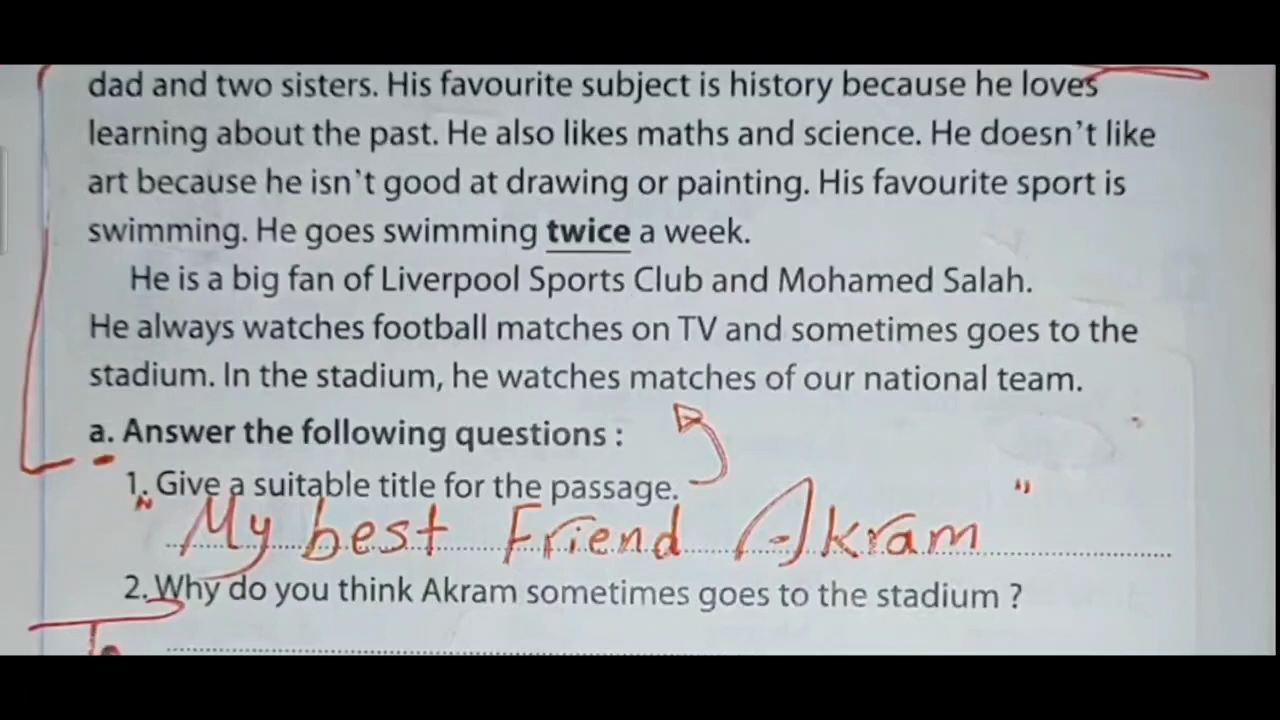 dad and two sisters. His favourite subject is history because he loves
learning about the past. He also likes maths and science. He doesn't like
art because he isn't good at drawing or painting. His favourite sport is
swimming. He goes swimming twice a week.
He is a big fan of Liverpool Sports Club and Mohamed Salah.
He always watches football matches on TV and sometimes goes to the
stadium. In the stadium, he watches matches of our national team.
a. Answer the following questions :
1. Give a suitable title for the passage.
"My best Friend Akram"
2. Why do you think Akram sometimes goes to the stadium ?
To